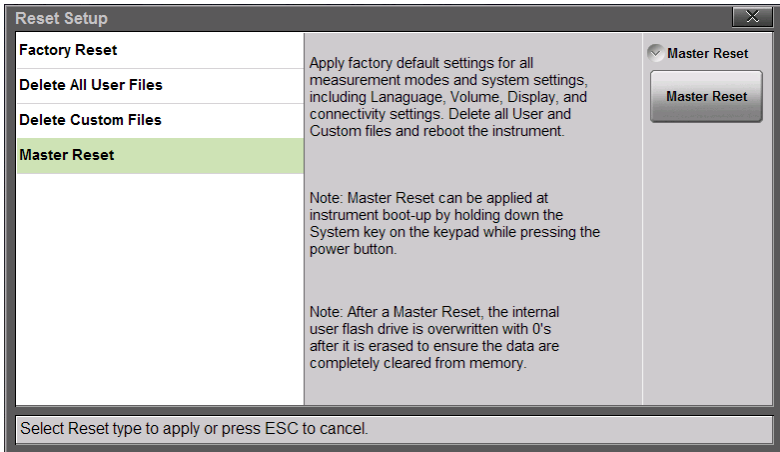 Reset Setup
Factory Reset
Delete All User Files
Delete Custom Files
Master Reset
Apply factory default settings for all
measurement modes and system settings,
including Lanaguage, Volume, Display, and
connectivity settings. Delete all User and
Custom files and reboot the instrument.
Note: Master Reset can be applied at
instrument boot-up by holding down the
System key on the keypad while pressing the
power button.
Note: After a Master Reset, the internal
user flash drive is overwritten with 0's
after it is erased to ensure the data are
completely cleared from memory.
Master Reset
Master Reset
Select Reset type to apply or press ESC to cancel.